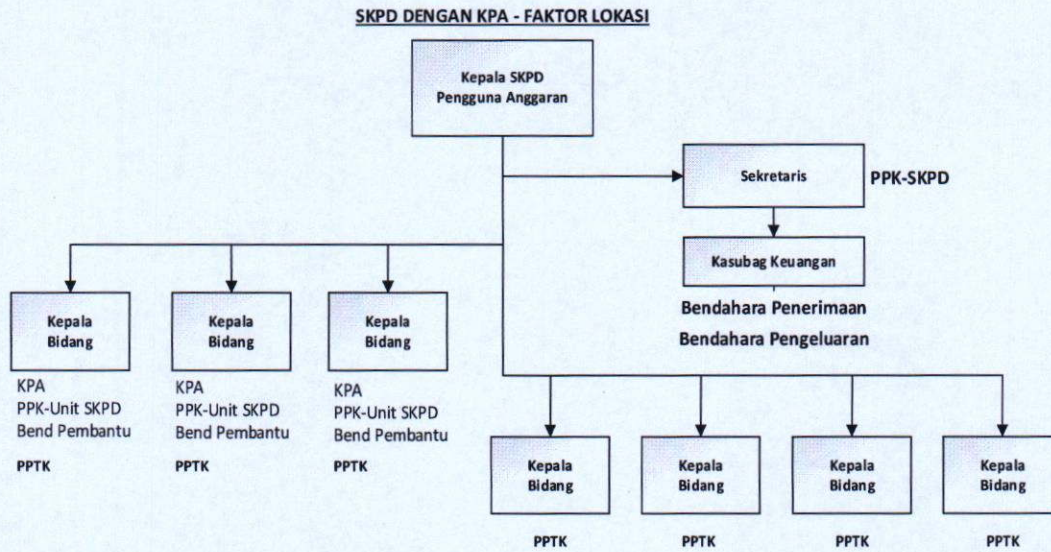 SKPD DENGAN KPA - FAKTOR LOKASI
Kepala SKPD
Pengguna Anggaran
Sekretaris
PPK-SKPD
Kasubag Keuangan
Bendahara Penerimaan
Bendahara Pengeluaran
Kepala
Bidang
KPA
PPK-Unit SKPD
Bend Pembantu
PPTK
Kepala
Bidang
KPA
PPK-Unit SKPD
Bend Pembantu
PPTK
Kepala
Bidang
KPA
PPK-Unit SKPD
Bend Pembantu
PPTK
Kepala
Bidang
PPTK
Kepala
Bidang
PPTK
Kepala
Bidang
PPTK
Kepala
Bidang
PPTK